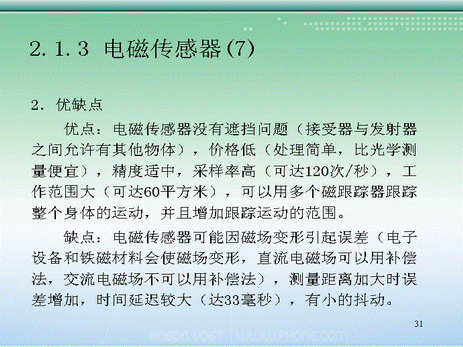 2.1.3 电磁传感器(7)
2．优缺点
优点：电磁传感器没有遮挡问题（接受器与发射器
之间允许有其他物体），价格低（处理简单，比光学测
量便宜），精度适中，采样率高（可达120次/秒），工
作范围大（可达60平方米），可以用多个磁跟踪器跟踪
整个身体的运动，并且增加跟踪运动的范围。
缺点：电磁传感器可能因磁场变形引起误差（电子
设备和铁磁材料会使磁场变形，直流电磁场可以用补偿
法，交流电磁场不可以用补偿法），测量距离加大时误
差增加，时间延迟较大（达33毫秒），有小的抖动。
31